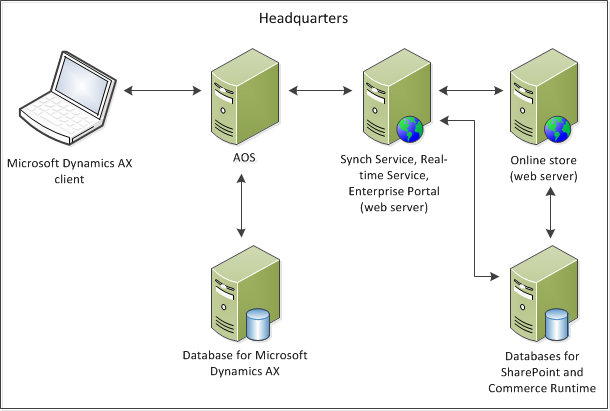 Headquarters
Microsoft Dynamics AX
client
AOS
Synch Service, Real-
time Service,
Enterprise Portal
(web server)
Online store
(web server)
Database for Microsoft
Dynamics AX
Databases for
SharePoint and
Commerce Runtime